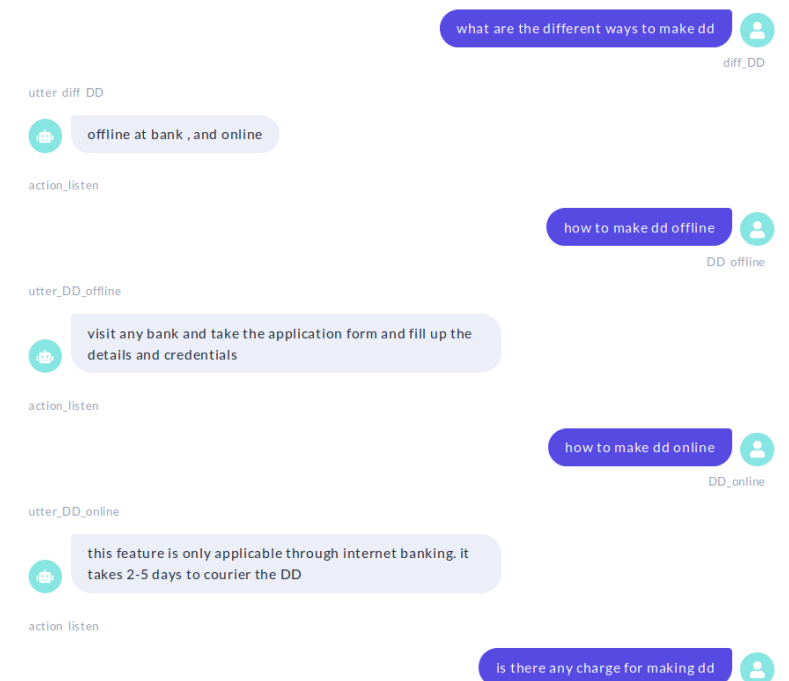 what are the different ways to make dd
diff_DD
utter diff DD
offline at bank , and online
action_listen
how to make dd offline
DD offline
utter_DD_offline
visit any bank and take the application form and fill up the
details and credentials
action_listen
how to make dd online
DD_online
utter_DD_online
this feature is only applicable through internet banking. it
takes 2-5 days to courier the DD
action listen
is there any charge for making dd